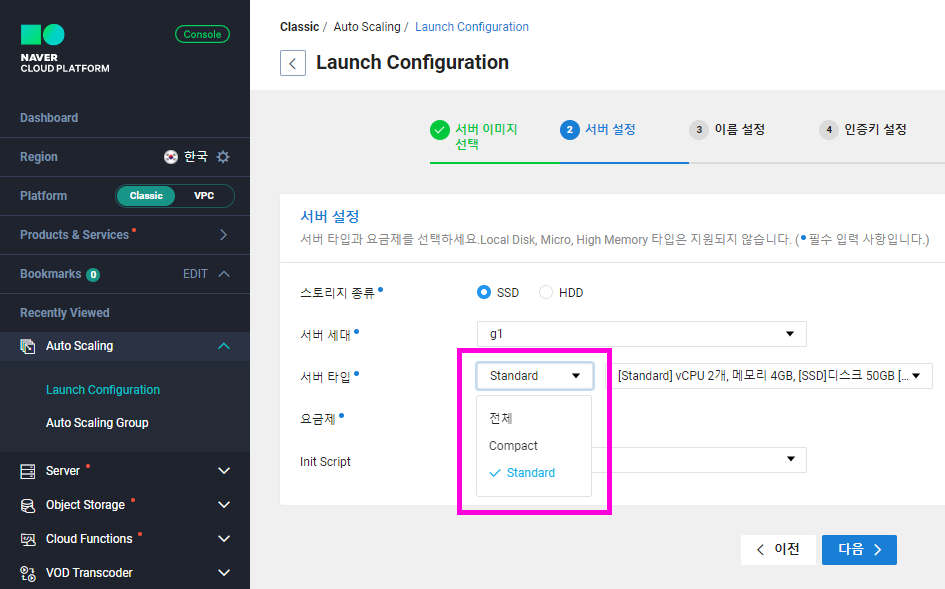 NAVER
CLOUD PLATFORM
Console
Dashboard
Region 한국
Platform Classic VPC
Products & Services
Bookmarks 0 EDIT
Recently Viewed
Auto Scaling
Launch Configuration
Auto Scaling Group
Server
Object Storage
Cloud Functions
VOD Transcoder
Classic / Auto Scaling / Launch Configuration
Launch Configuration
서버 이미지
선택
2 서버 설정
3 이름 설정
4 인증키 설정
서버 설정
서버 타입과 요금제를 선택하세요.Local Disk, Micro, High Memory 타입은 지원되지 않습니다. (•필수 입력 사항입니다.)
스토리지 종류• SSD HDD
서버 세대• g1
서버 타입• Standard [Standard] vCPU 2개, 메모리 4GB, [SSD]디스크 50GB [...
전체
Compact
Standard
요금제•
Init Script
이전
다음